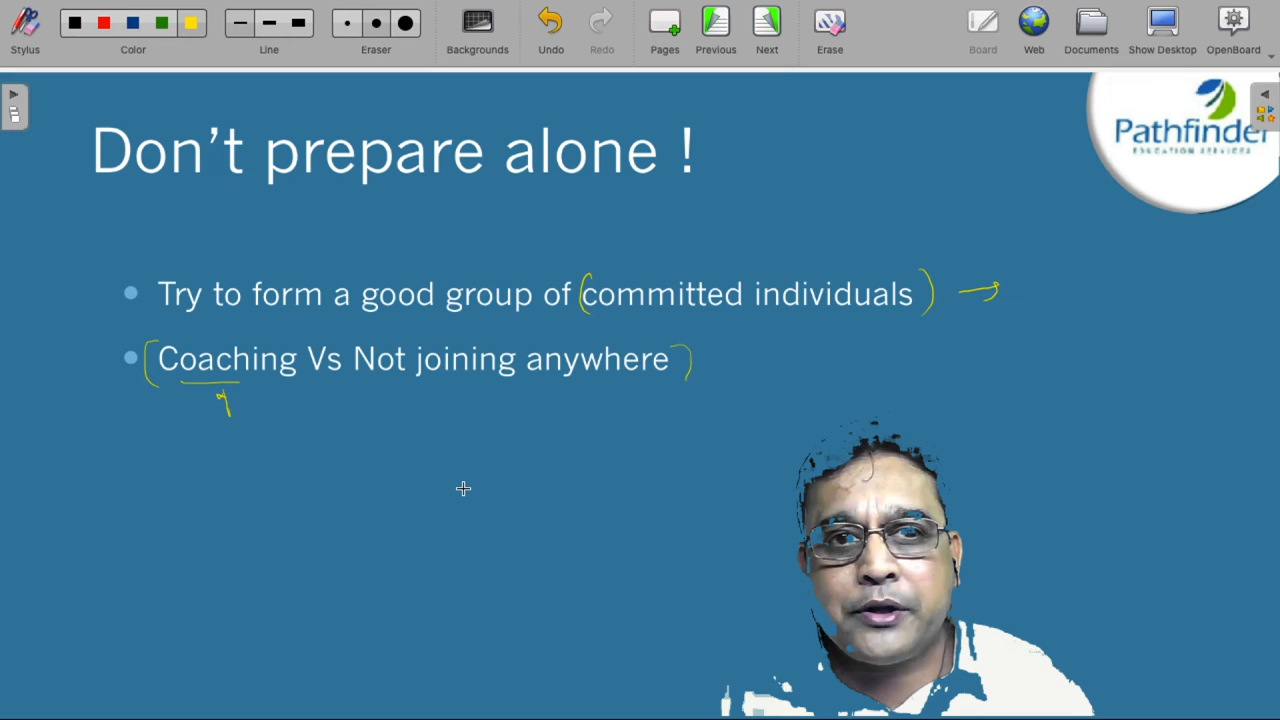 Stylus
Color
Line
Eraser
Backgrounds
Undo
Redo
Pages
Previous
Next
Erase
Board
Web
Documents
Show Desktop
OpenBoard
Pathfinder
EDUCATION SERVICES
Don't prepare alone !
Try to form a good group of (committed individuals) →
(Coaching Vs Not joining anywhere)